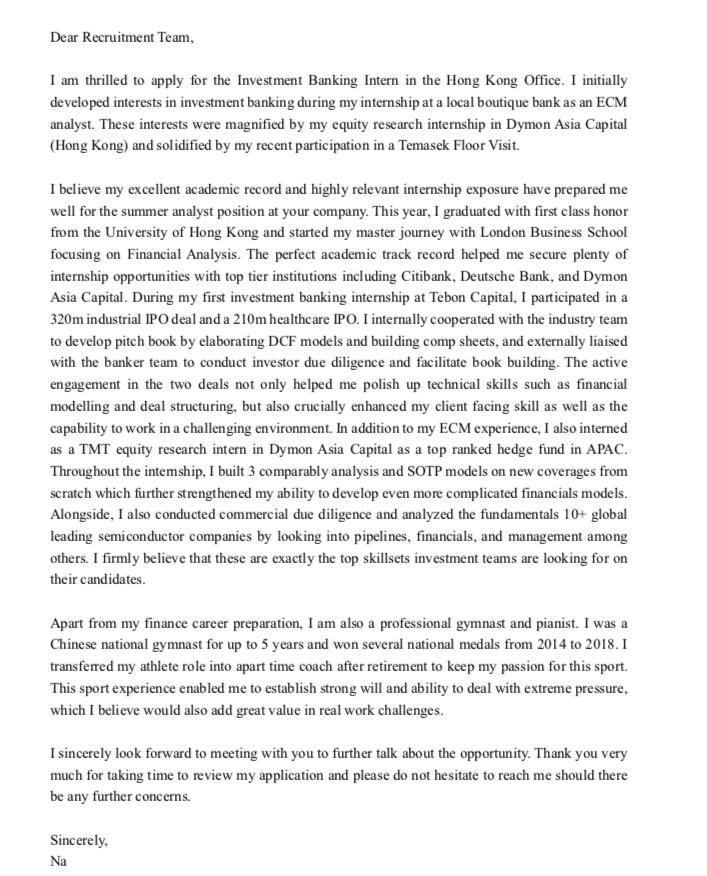 Dear Recruitment Team,
I am thrilled to apply for the Investment Banking Intern in the Hong Kong Office. I initially
developed interests in investment banking during my internship at a local boutique bank as an ECM
analyst. These interests were magnified by my equity research internship in Dymon Asia Capital
(Hong Kong) and solidified by my recent participation in a Temasek Floor Visit.
I believe my excellent academic record and highly relevant internship exposure have prepared me
well for the summer analyst position at your company. This year, I graduated with first class honor
from the University of Hong Kong and started my master journey with London Business School
focusing on Financial Analysis. The perfect academic track record helped me secure plenty of
internship opportunities with top tier institutions including Citibank, Deutsche Bank, and Dymon
Asia Capital. During my first investment banking internship at Tebon Capital, I participated in a
320m industrial IPO deal and a 210m healthcare IPO. I internally cooperated with the industry team
to develop pitch book by elaborating DCF models and building comp sheets, and externally liaised
with the banker team to conduct investor due diligence and facilitate book building. The active
engagement in the two deals not only helped me polish up technical skills such as financial
modelling and deal structuring, but also crucially enhanced my client facing skill as well as the
capability to work in a challenging environment. In addition to my ECM experience, I also interned
as a TMT equity research intern in Dymon Asia Capital as a top ranked hedge fund in APAC.
Throughout the internship, I built 3 comparably analysis and SOTP models on new coverages from
scratch which further strengthened my ability to develop even more complicated financials models.
Alongside, I also conducted commercial due diligence and analyzed the fundamentals 10+ global
leading semiconductor companies by looking into pipelines, financials, and management among
others. I firmly believe that these are exactly the top skillsets investment teams are looking for on
their candidates.
Apart from my finance career preparation, I am also a professional gymnast and pianist. I was a
Chinese national gymnast for up to 5 years and won several national medals from 2014 to 2018. I
transferred my athlete role into apart time coach after retirement to keep my passion for this sport.
This sport experience enabled me to establish strong will and ability to deal with extreme pressure,
which I believe would also add great value in real work challenges.
I sincerely look forward to meeting with you to further talk about the opportunity. Thank you very
much for taking time to review my application and please do not hesitate to reach me should there
be any further concerns.
Sincerely,
Na